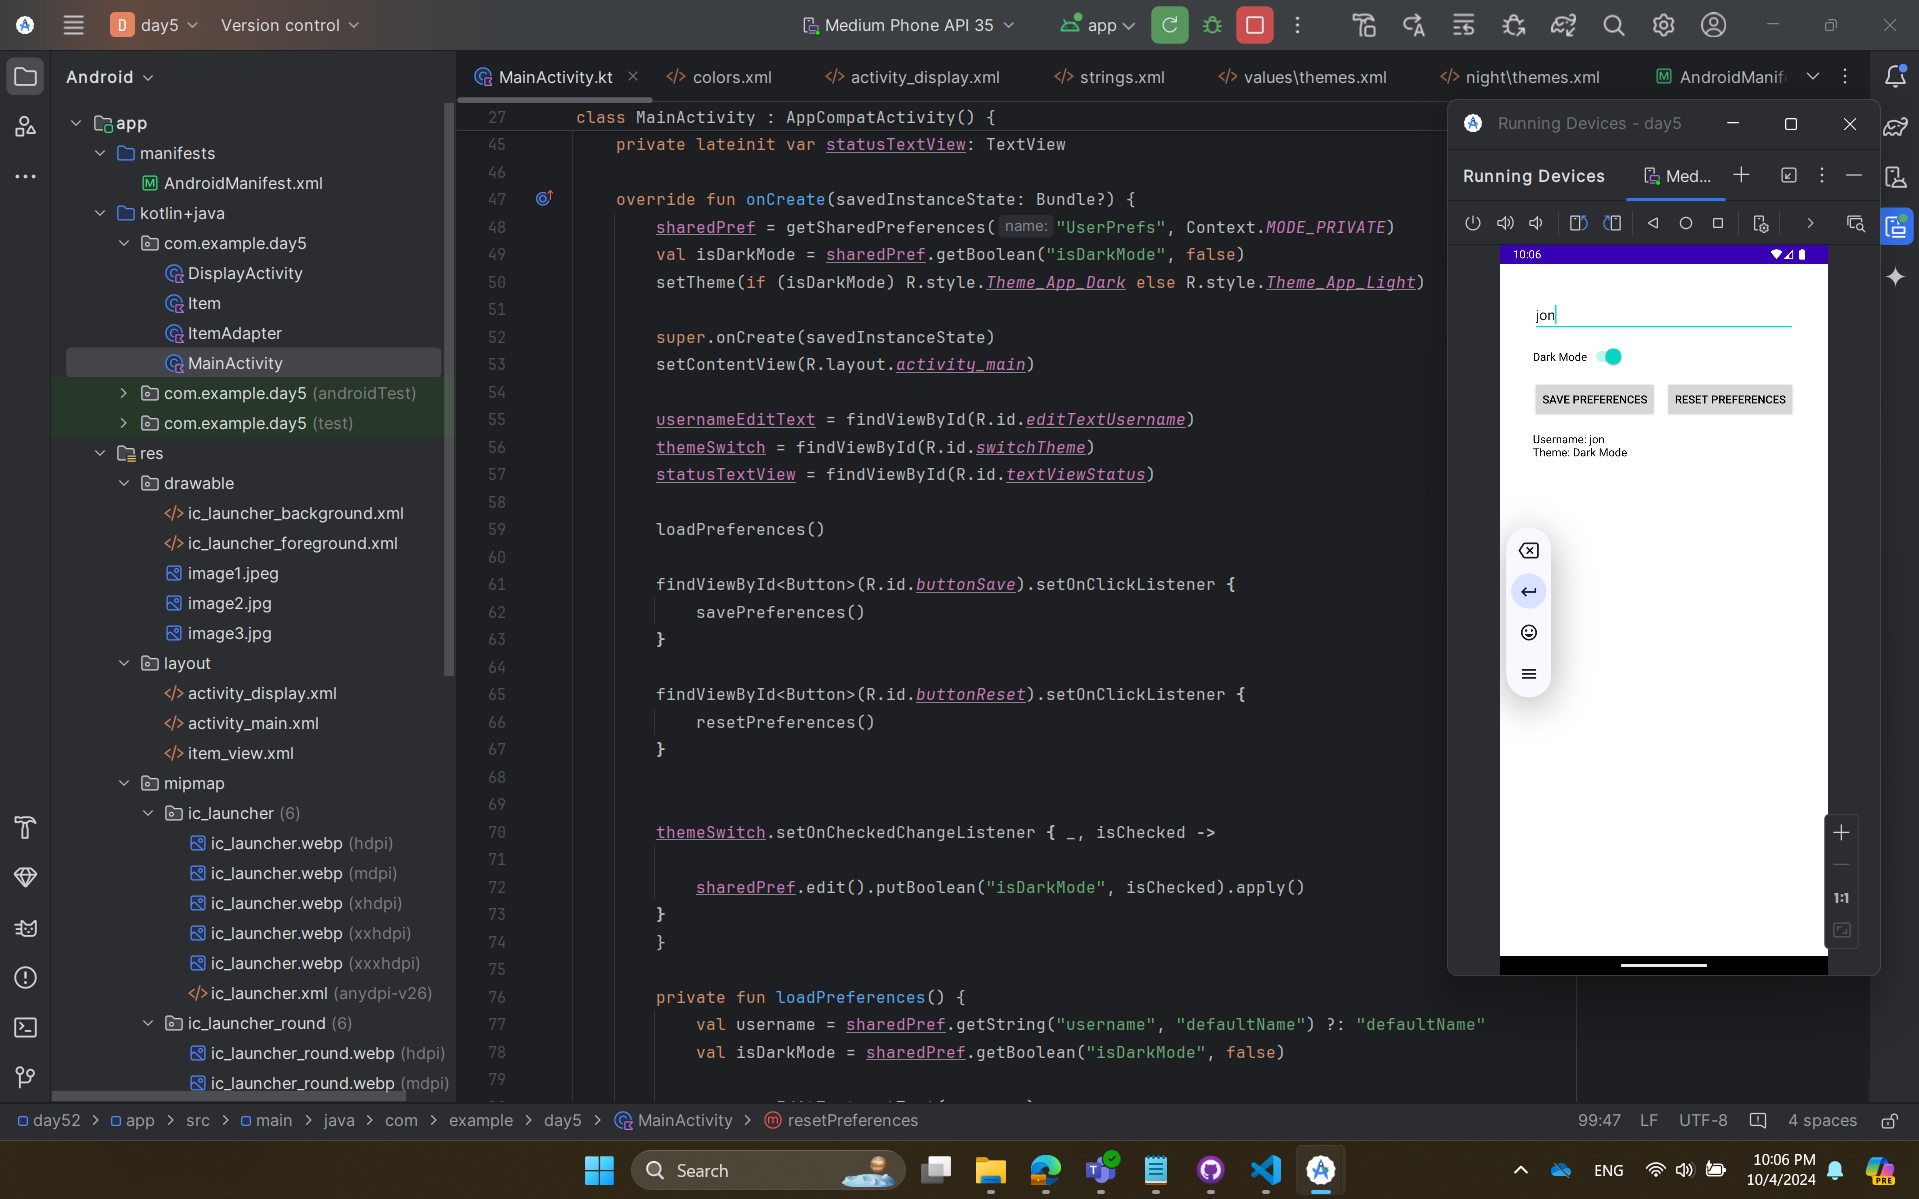 D day5 Version control Medium Phone API 35 app
Android
MainActivity.kt colors.xml activity_display.xml strings.xml values\themes.xml night\themes.xml AndroidManif
app
manifests
AndroidManifest.xml
kotlin+java
com.example.day5
DisplayActivity
Item
ItemAdapter
MainActivity
com.example.day5 (androidTest)
com.example.day5 (test)
res
drawable
ic_launcher_background.xml
ic_launcher_foreground.xml
image1.jpeg
image2.jpg
image3.jpg
layout
activity_display.xml
activity_main.xml
item_view.xml
mipmap
ic_launcher (6)
ic_launcher.webp (hdpi)
ic_launcher.webp (mdpi)
ic_launcher.webp (xhdpi)
ic_launcher.webp (xxhdpi)
ic_launcher.webp (xxxhdpi)
ic_launcher.xml (anydpi-v26)
ic_launcher_round (6)
ic_launcher_round.webp (hdpi)
ic_launcher_round.webp (mdpi)
27 class MainActivity : AppCompatActivity() {
45 private lateinit var statusTextView: TextView
46
47 override fun onCreate(savedInstanceState: Bundle?) {
48 sharedPref = getSharedPreferences( name: "UserPrefs", Context.MODE_PRIVATE)
49 val isDarkMode = sharedPref.getBoolean("isDarkMode", false)
50 setTheme(if (isDarkMode) R.style.Theme_App_Dark else R.style.Theme_App_Light)
51
52 super.onCreate(savedInstanceState)
53 setContentView(R.layout.activity_main)
54
55 usernameEditText = findViewById(R.id.editTextUsername)
56 themeSwitch = findViewById(R.id.switchTheme)
57 statusTextView = findViewById(R.id.textViewStatus)
58
59 loadPreferences()
60
61 findViewById<Button>(R.id.buttonSave).setOnClickListener {
62 savePreferences()
63 }
64
65 findViewById<Button>(R.id.buttonReset).setOnClickListener {
66 resetPreferences()
67 }
68
69
70 themeSwitch.setOnCheckedChangeListener { _, isChecked ->
71
72 sharedPref.edit().putBoolean("isDarkMode", isChecked).apply()
73 }
74 }
75
76 private fun loadPreferences() {
77 val username = sharedPref.getString("username", "defaultName") ?: "defaultName"
78 val isDarkMode = sharedPref.getBoolean("isDarkMode", false)
79
Running Devices - day5
Running Devices Med...
10:06
jon
Dark Mode
SAVE PREFERENCES RESET PREFERENCES
Username: jon
Theme: Dark Mode
1:1
day52 > app > src > main > java > com > example > day5 > MainActivity > resetPreferences
99:47 LF UTF-8 4 spaces
Search
ENG
10:06 PM
10/4/2024
PRE